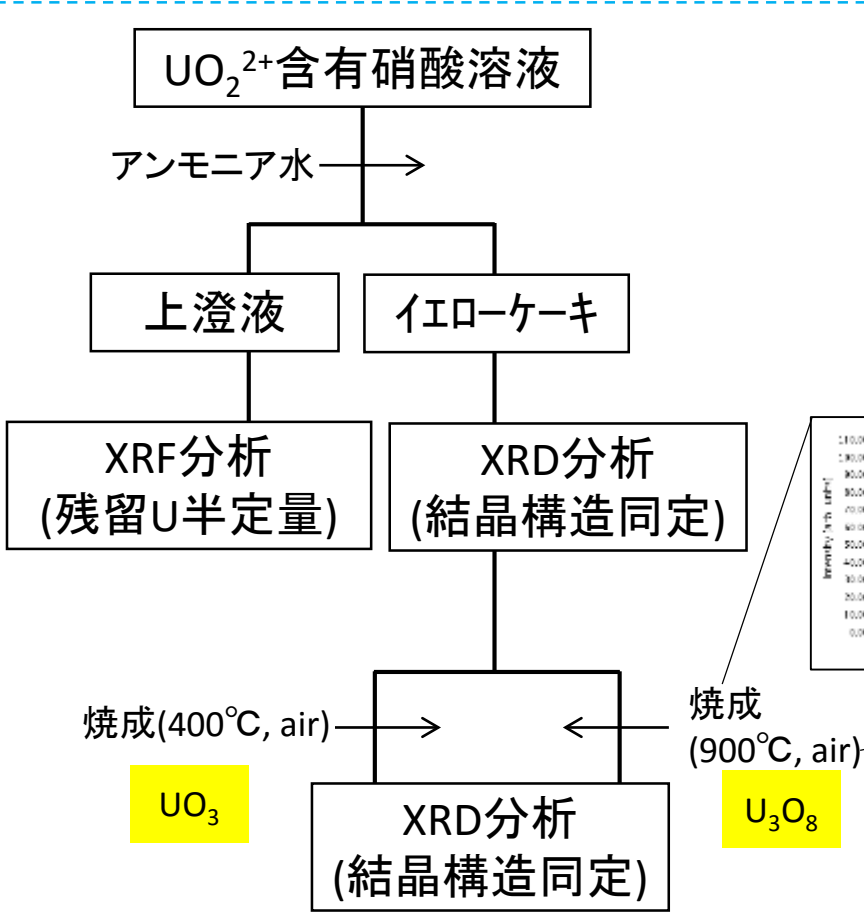 UO₂²⁺含有硝酸溶液
アンモニア水
上澄液
イエローケーキ
XRF分析
(残留U半定量)
XRD分析
(結晶構造同定)
焼成(400℃, air)
UO₃
焼成
(900℃, air)
U₃O₈
XRD分析
(結晶構造同定)